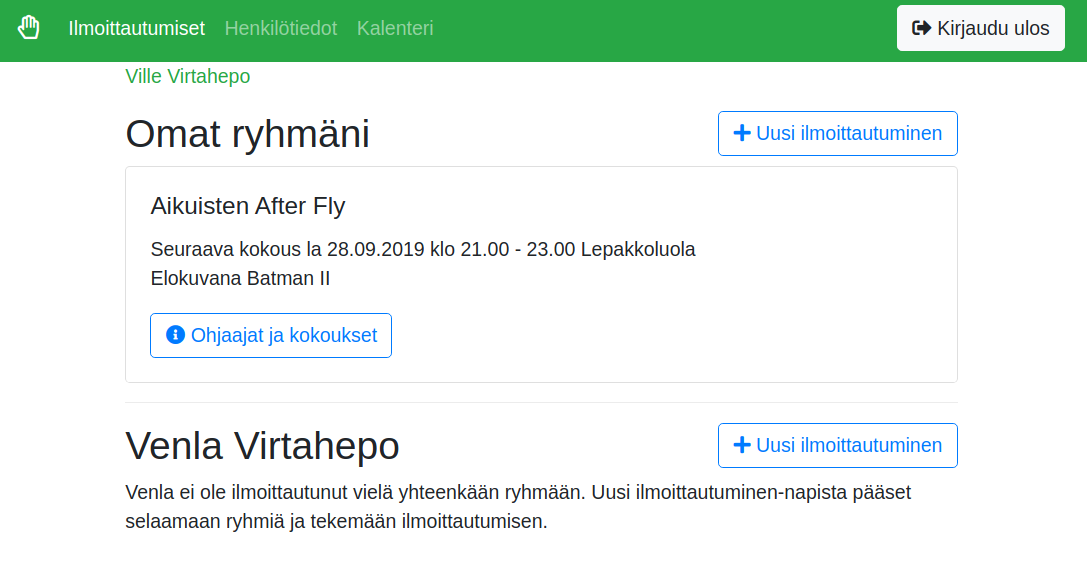 Ilmoittautumiset Henkilötiedot Kalenteri Kirjaudu ulos
Ville Virtahepo
Omat ryhmäni Uusi ilmoittautuminen
Aikuisten After Fly
Seuraava kokous la 28.09.2019 klo 21.00 - 23.00 Lepakkoluola
Elokuvana Batman II
Ohjaajat ja kokoukset
Venla Virtahepo Uusi ilmoittautuminen
Venla ei ole ilmoittautunut vielä yhteenkään ryhmään. Uusi ilmoittautuminen-napista pääset
selaamaan ryhmiä ja tekemään ilmoittautumisen.